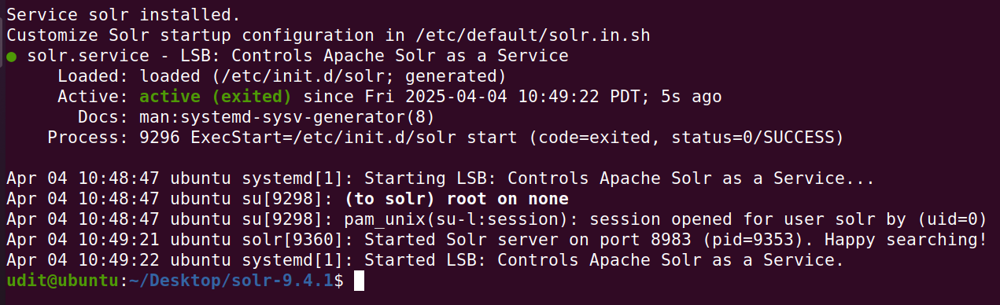 Service solr installed.
Customize Solr startup configuration in /etc/default/solr.in.sh
● solr.service - LSB: Controls Apache Solr as a Service
     Loaded: loaded (/etc/init.d/solr; generated)
     Active: active (exited) since Fri 2025-04-04 10:49:22 PDT; 5s ago
       Docs: man:systemd-sysv-generator(8)
    Process: 9296 ExecStart=/etc/init.d/solr start (code=exited, status=0/SUCCESS)

Apr 04 10:48:47 ubuntu systemd[1]: Starting LSB: Controls Apache Solr as a Service...
Apr 04 10:48:47 ubuntu su[9298]: (to solr) root on none
Apr 04 10:48:47 ubuntu su[9298]: pam_unix(su-l:session): session opened for user solr by (uid=0)
Apr 04 10:49:21 ubuntu solr[9360]: Started Solr server on port 8983 (pid=9353). Happy searching!
Apr 04 10:49:22 ubuntu systemd[1]: Started LSB: Controls Apache Solr as a Service.
udit@ubuntu:~/Desktop/solr-9.4.1$